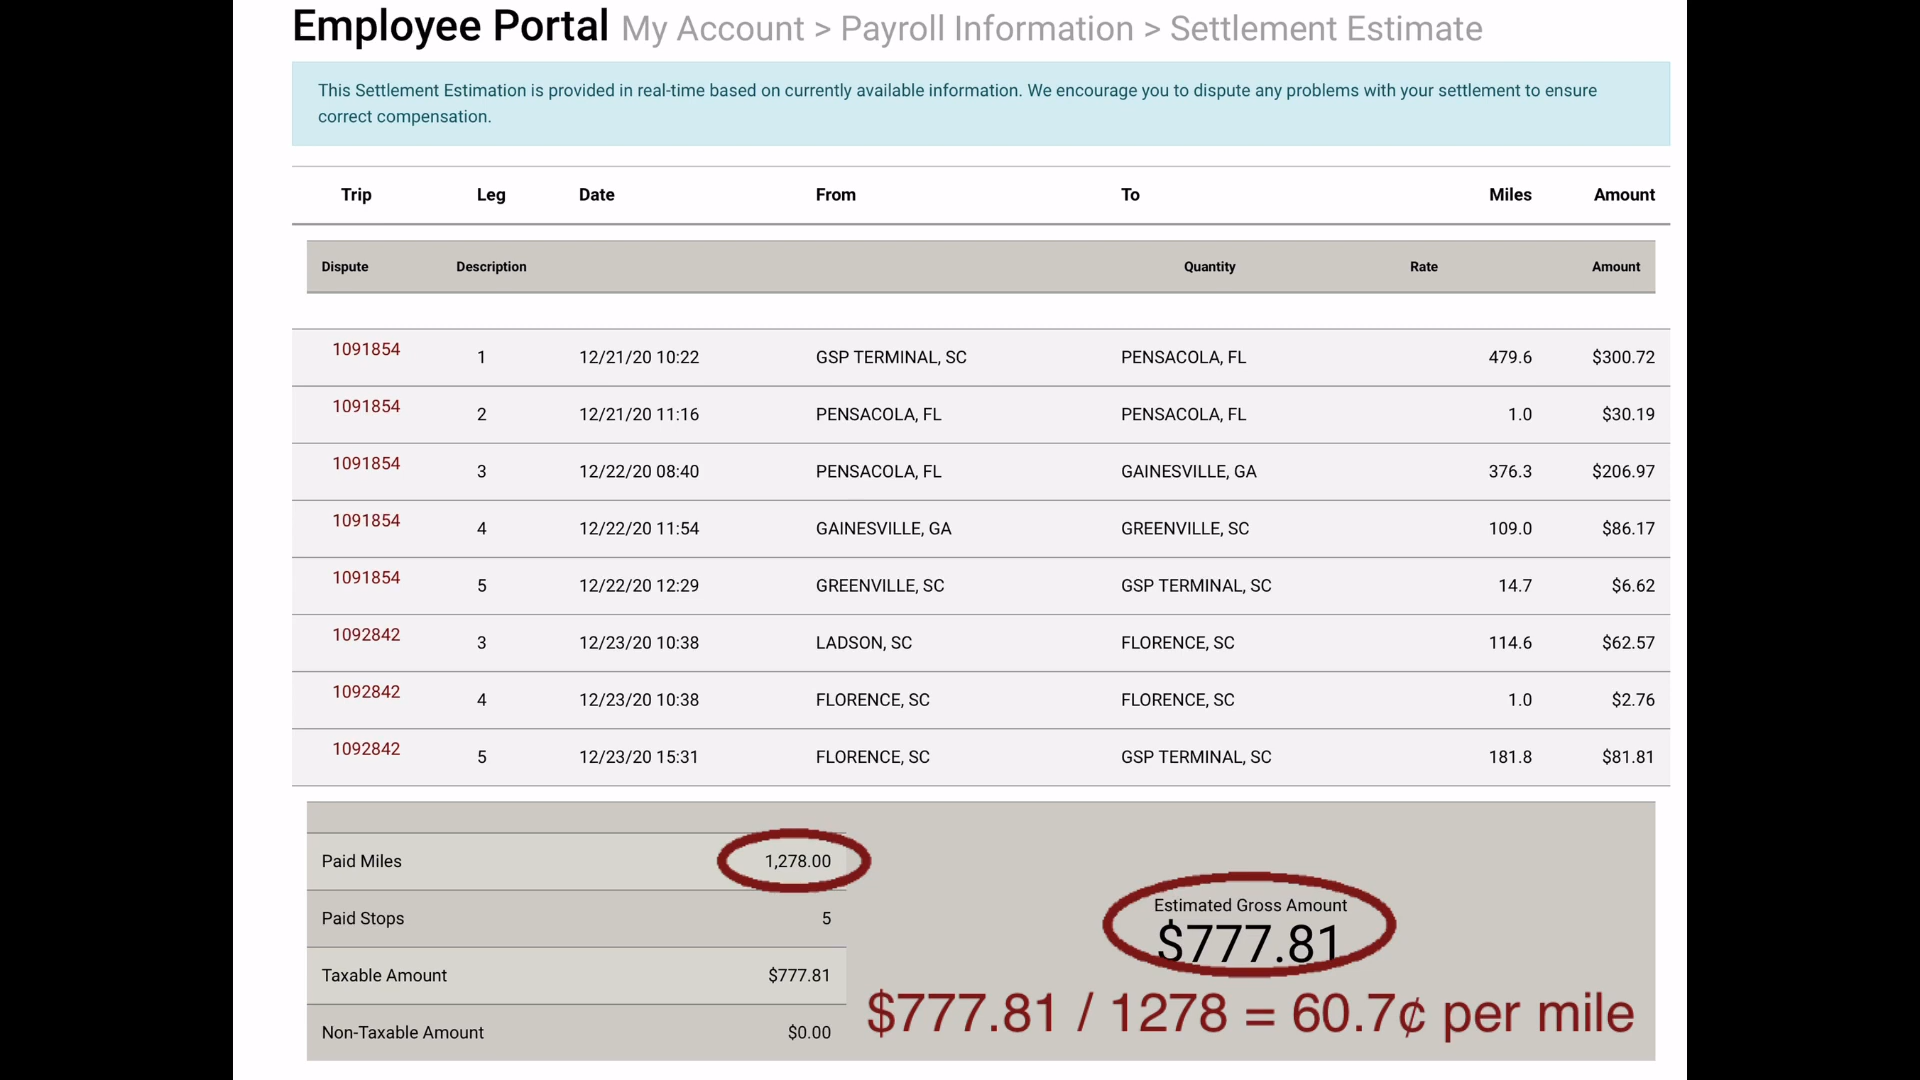 Employee Portal My Account > Payroll Information > Settlement Estimate
This Settlement Estimation is provided in real-time based on currently available information. We encourage you to dispute any problems with your settlement to ensure
correct compensation.
Trip Leg Date From To Miles Amount
Dispute Description Quantity Rate Amount
1091854 1 12/21/20 10:22 GSP TERMINAL, SC PENSACOLA, FL 479.6 $300.72
1091854 2 12/21/20 11:16 PENSACOLA, FL PENSACOLA, FL 1.0 $30.19
1091854 3 12/22/20 08:40 PENSACOLA, FL GAINESVILLE, GA 376.3 $206.97
1091854 4 12/22/20 11:54 GAINESVILLE, GA GREENVILLE, SC 109.0 $86.17
1091854 5 12/22/20 12:29 GREENVILLE, SC GSP TERMINAL, SC 14.7 $6.62
1092842 3 12/23/20 10:38 LADSON, SC FLORENCE, SC 114.6 $62.57
1092842 4 12/23/20 10:38 FLORENCE, SC FLORENCE, SC 1.0 $2.76
1092842 5 12/23/20 15:31 FLORENCE, SC GSP TERMINAL, SC 181.8 $81.81
Paid Miles 1,278.00
Paid Stops 5
Taxable Amount $777.81
Non-Taxable Amount $0.00
Estimated Gross Amount
$777.81
$777.81 / 1278 = 60.7¢ per mile